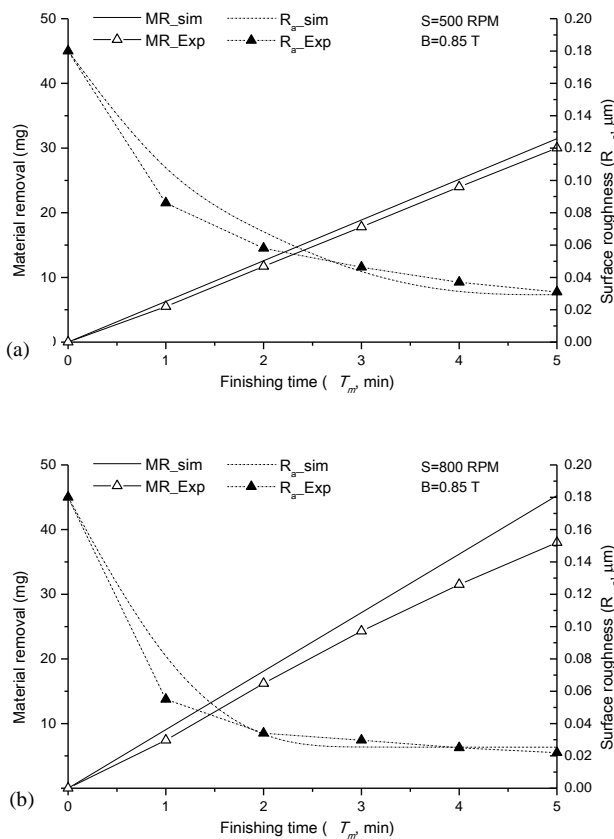 MR_sim R_a_sim S=500 RPM
MR_Exp R_a_Exp B=0.85 T
50
40
30
20
10
0
Material removal (mg)
0.20
0.18
0.16
0.14
0.12
0.10
0.08
0.06
0.04
0.02
0.00
Surface roughness (R , μm)
0 1 2 3 4 5
(a)
Finishing time ( T_m, min)
MR_sim R_a_sim S=800 RPM
MR_Exp R_a_Exp B=0.85 T
50
40
30
20
10
Material removal (mg)
0.20
0.18
0.16
0.14
0.12
0.10
0.08
0.06
0.04
0.02
0.00
Surface roughness (R , μm)
0 1 2 3 4 5
(b)
Finishing time ( T_m, min)